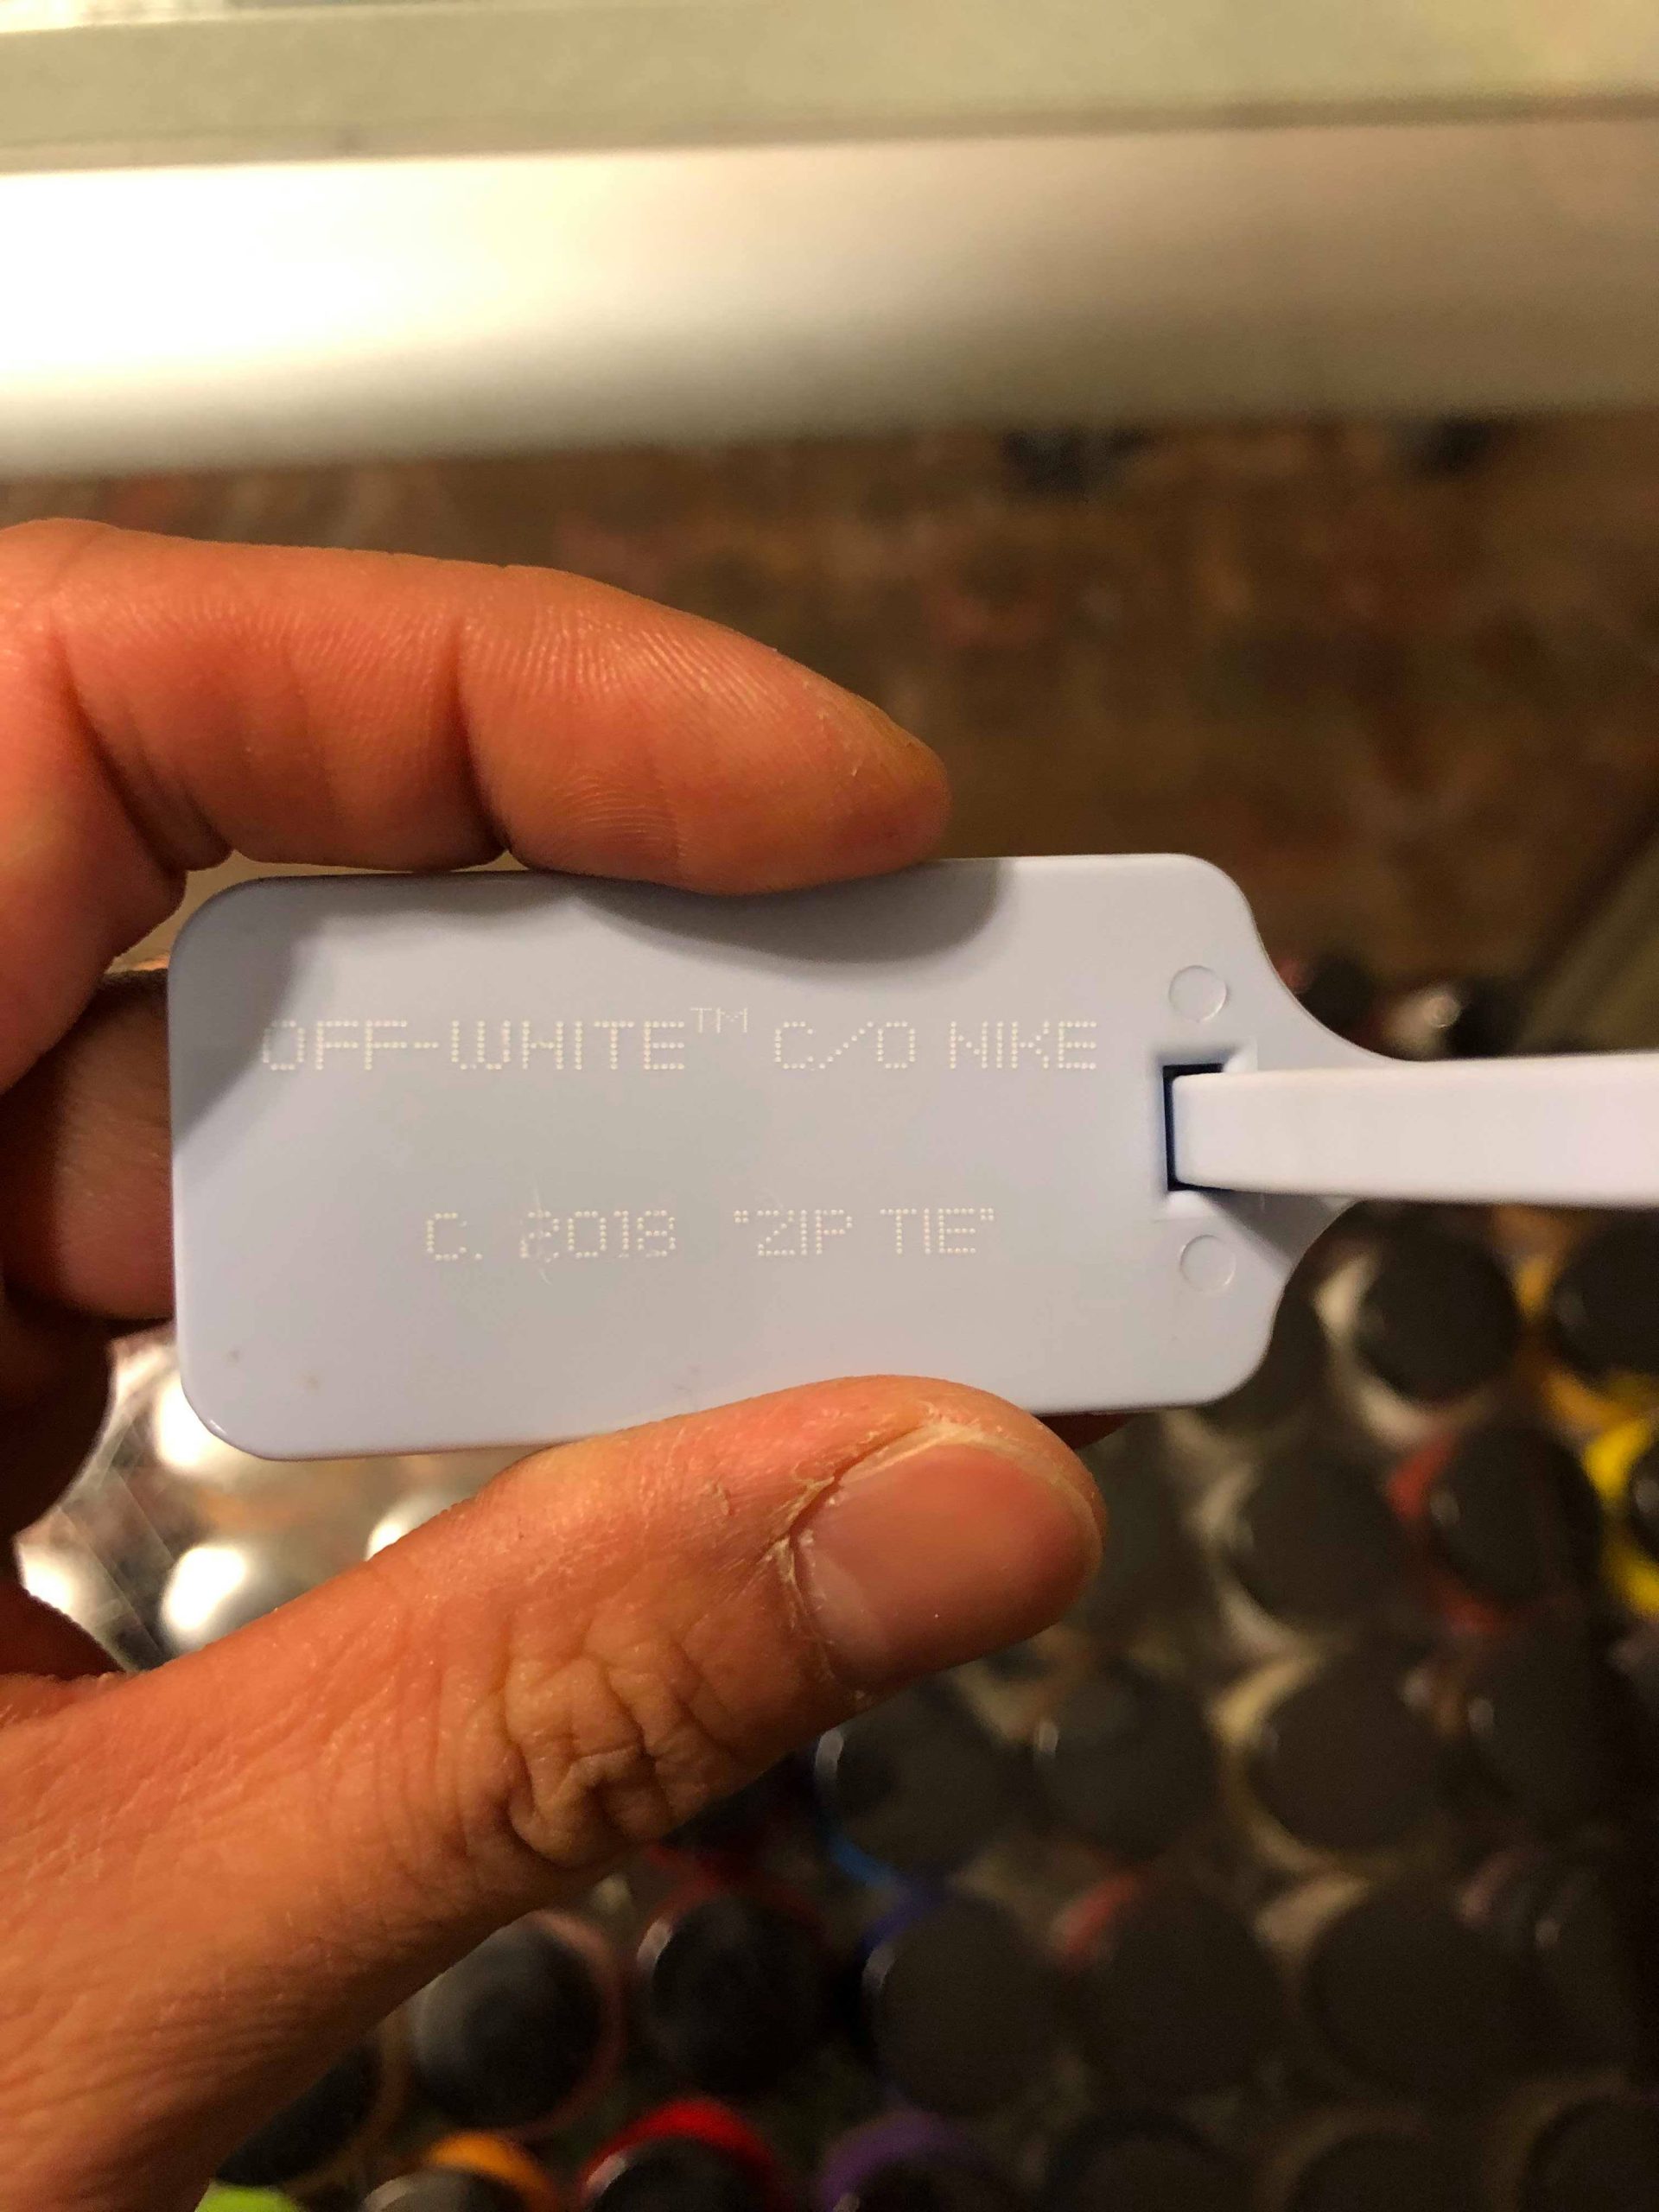 OFF-WHITE™ C/O NIKE
C. 2018 "ZIP TIE"